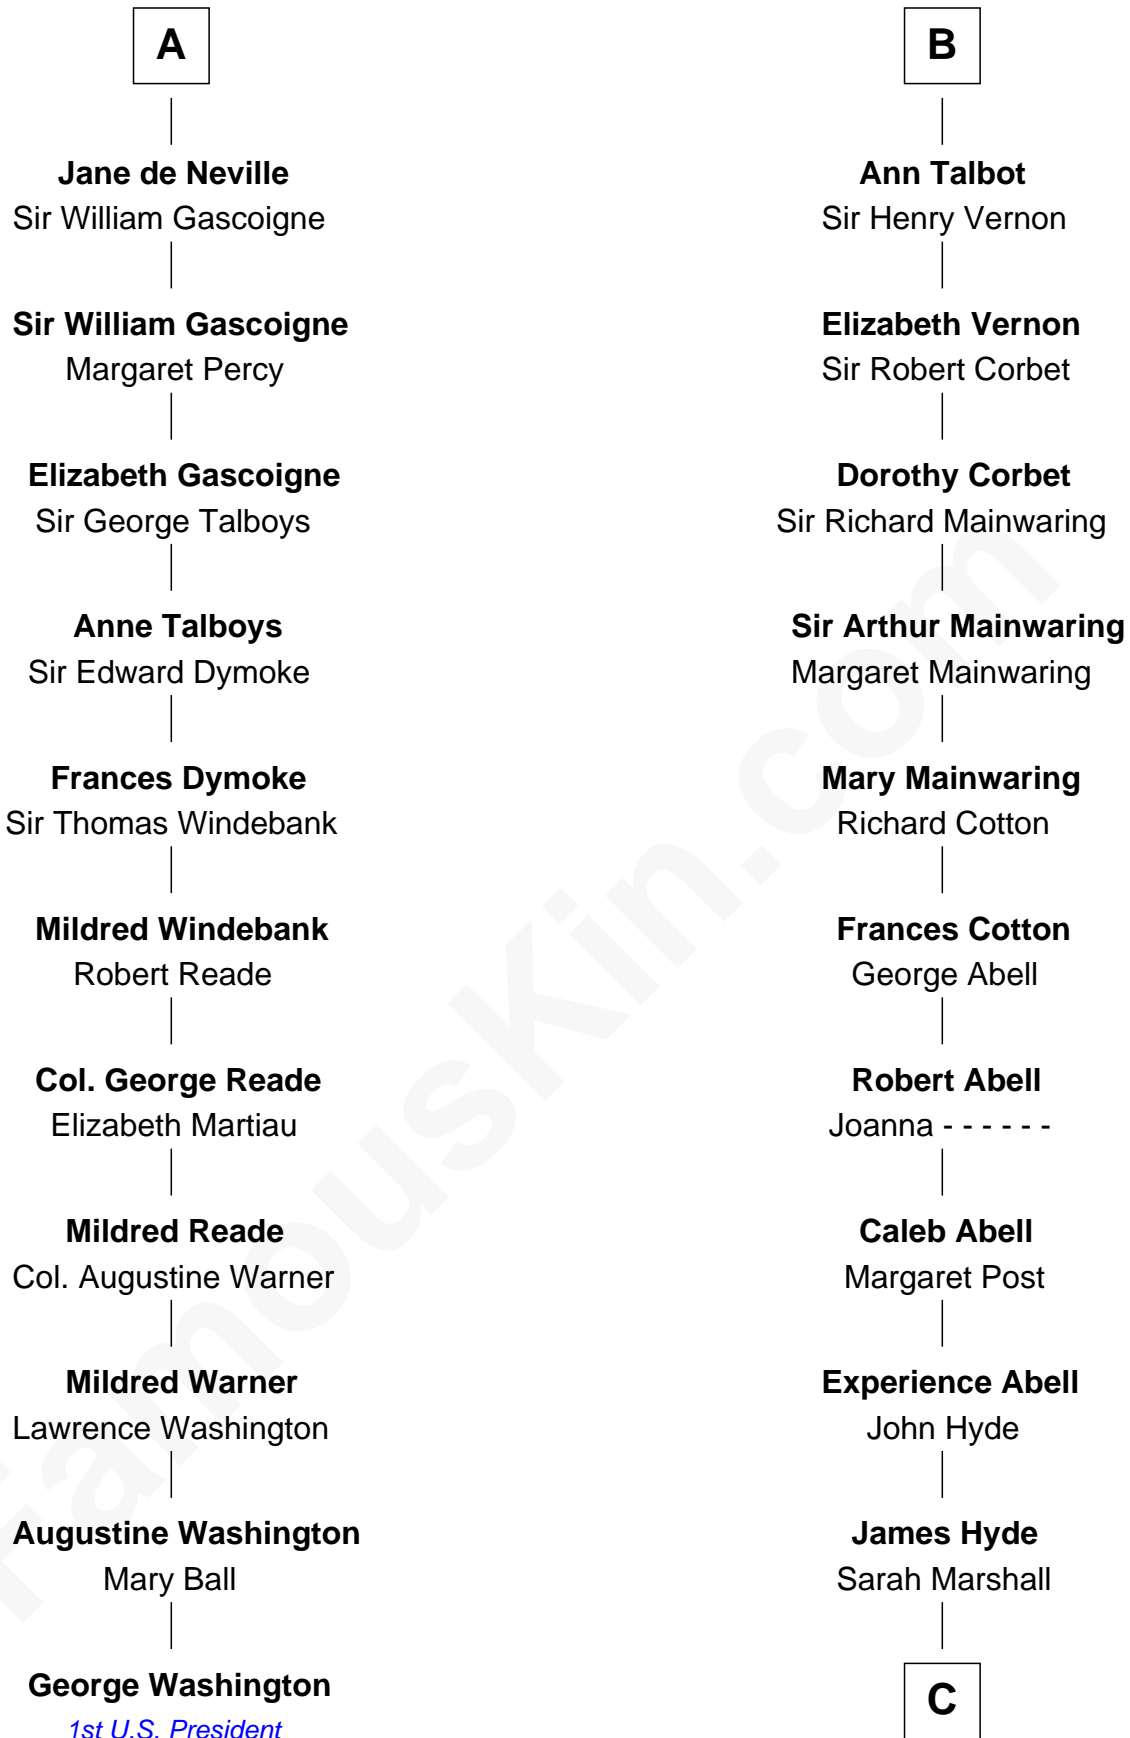 A
Jane de Neville
Sir William Gascoigne
Sir William Gascoigne
Margaret Percy
Elizabeth Gascoigne
Sir George Talboys
Anne Talboys
Sir Edward Dymoke
Frances Dymoke
Sir Thomas Windebank
Mildred Windebank
Robert Reade
Col. George Reade
Elizabeth Martiau
Mildred Reade
Col. Augustine Warner
Mildred Warner
Lawrence Washington
Augustine Washington
Mary Ball
George Washington
1st U.S. President
B
Ann Talbot
Sir Henry Vernon
Elizabeth Vernon
Sir Robert Corbet
Dorothy Corbet
Sir Richard Mainwaring
Sir Arthur Mainwaring
Margaret Mainwaring
Mary Mainwaring
Richard Cotton
Frances Cotton
George Abell
Robert Abell
Joanna - - - - - -
Caleb Abell
Margaret Post
Experience Abell
John Hyde
James Hyde
Sarah Marshall
C
FamousKin.com